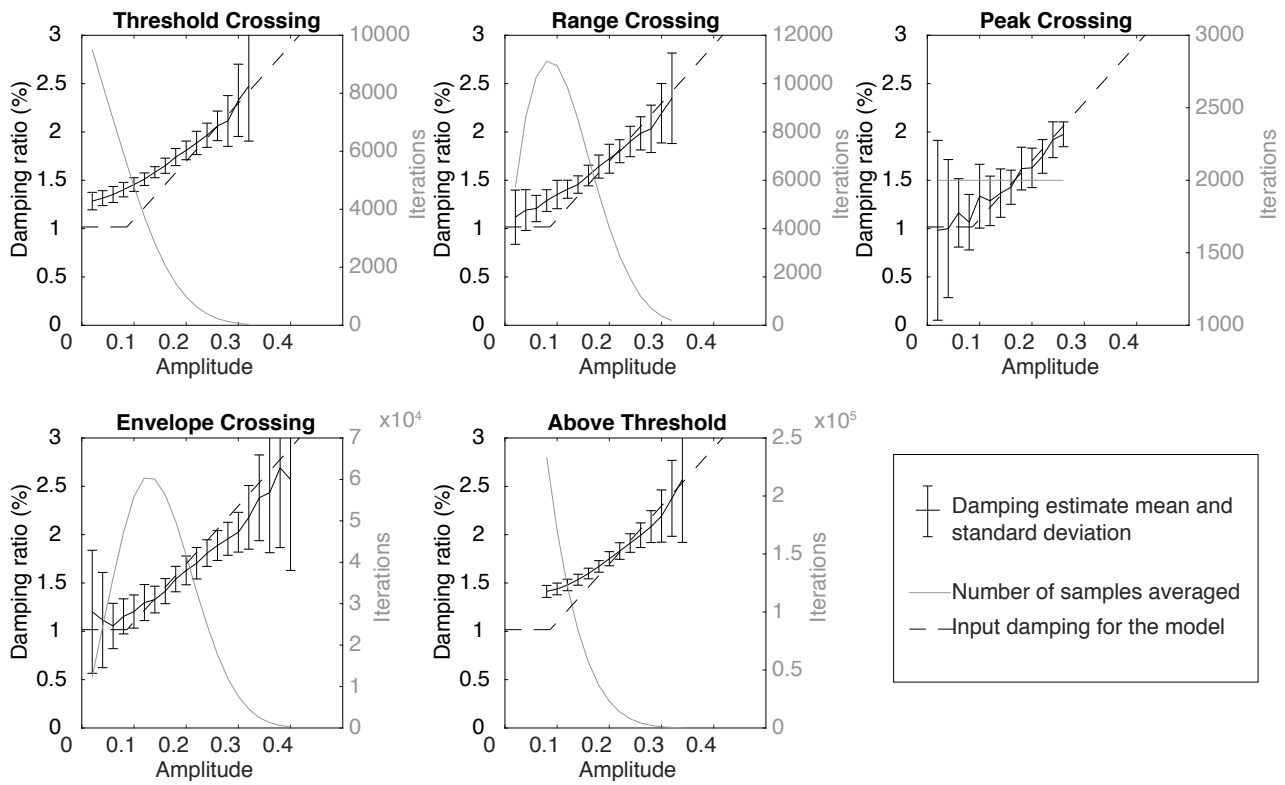 Threshold Crossing
3
2.5
2
1.5
1
0.5
0
Damping ratio (%)
0 0.1 0.2 0.3 0.4
Amplitude
10000
8000
6000
4000
2000
0
Iterations
Range Crossing
3
2.5
2
1.5
1
0.5
0
Damping ratio (%)
0 0.1 0.2 0.3 0.4
Amplitude
12000
10000
8000
6000
4000
2000
0
Iterations
Peak Crossing
3
2.5
2
1.5
1
0.5
0
Damping ratio (%)
0 0.1 0.2 0.3 0.4
Amplitude
3000
2500
2000
1500
1000
Iterations
Envelope Crossing
x10⁴
3
2.5
2
1.5
1
0.5
0
Damping ratio (%)
0 0.1 0.2 0.3 0.4
Amplitude
7
6
5
4
3
2
1
0
Iterations
Above Threshold
x10⁵
3
2.5
2
1.5
1
0.5
0
Damping ratio (%)
0 0.1 0.2 0.3 0.4
Amplitude
2.5
2
1.5
1
0.5
0
Iterations
Damping estimate mean and
standard deviation
Number of samples averaged
Input damping for the model